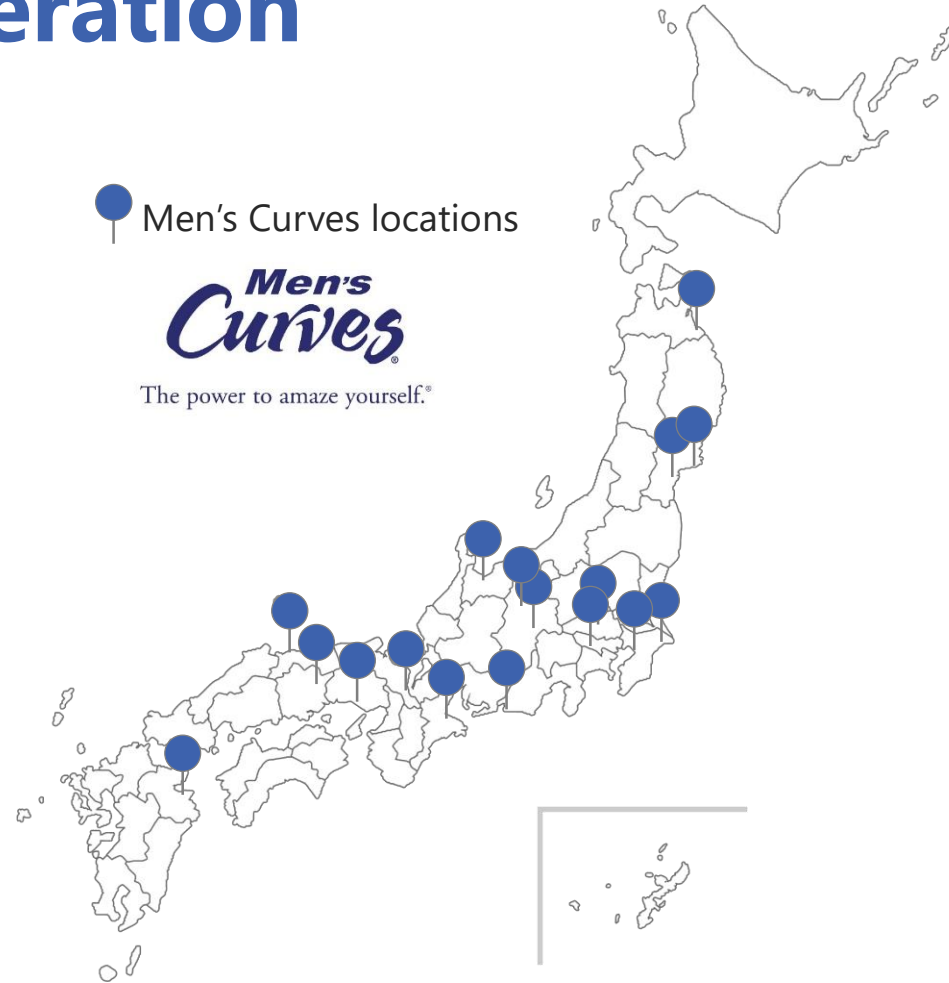 eration
Men’s Curves locations
Men's
Curves®
The power to amaze yourself.®